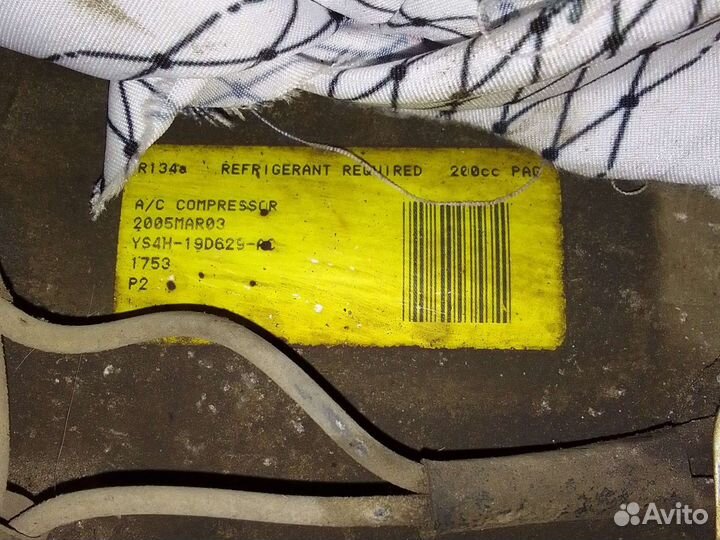 R134a REFRIGERANT REQUIRED 200cc PAG
A/C COMPRESSOR
2005MAR03
YS4H-19D629-AC
1753
P2
Avito